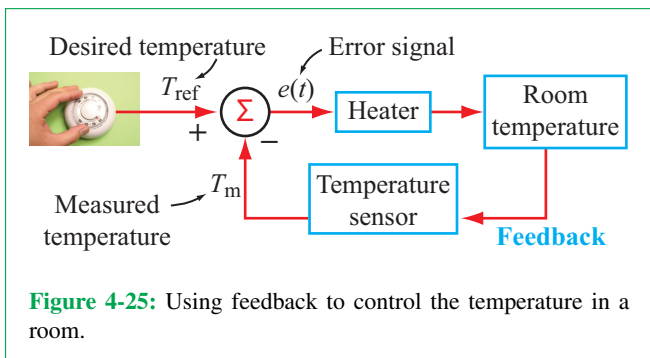 Desired temperature
Error signal
T_ref
e(t)
+
Σ
−
Heater
Room
temperature
T_m
Measured
temperature
Temperature
sensor
Feedback
Figure 4-25: Using feedback to control the temperature in a
room.